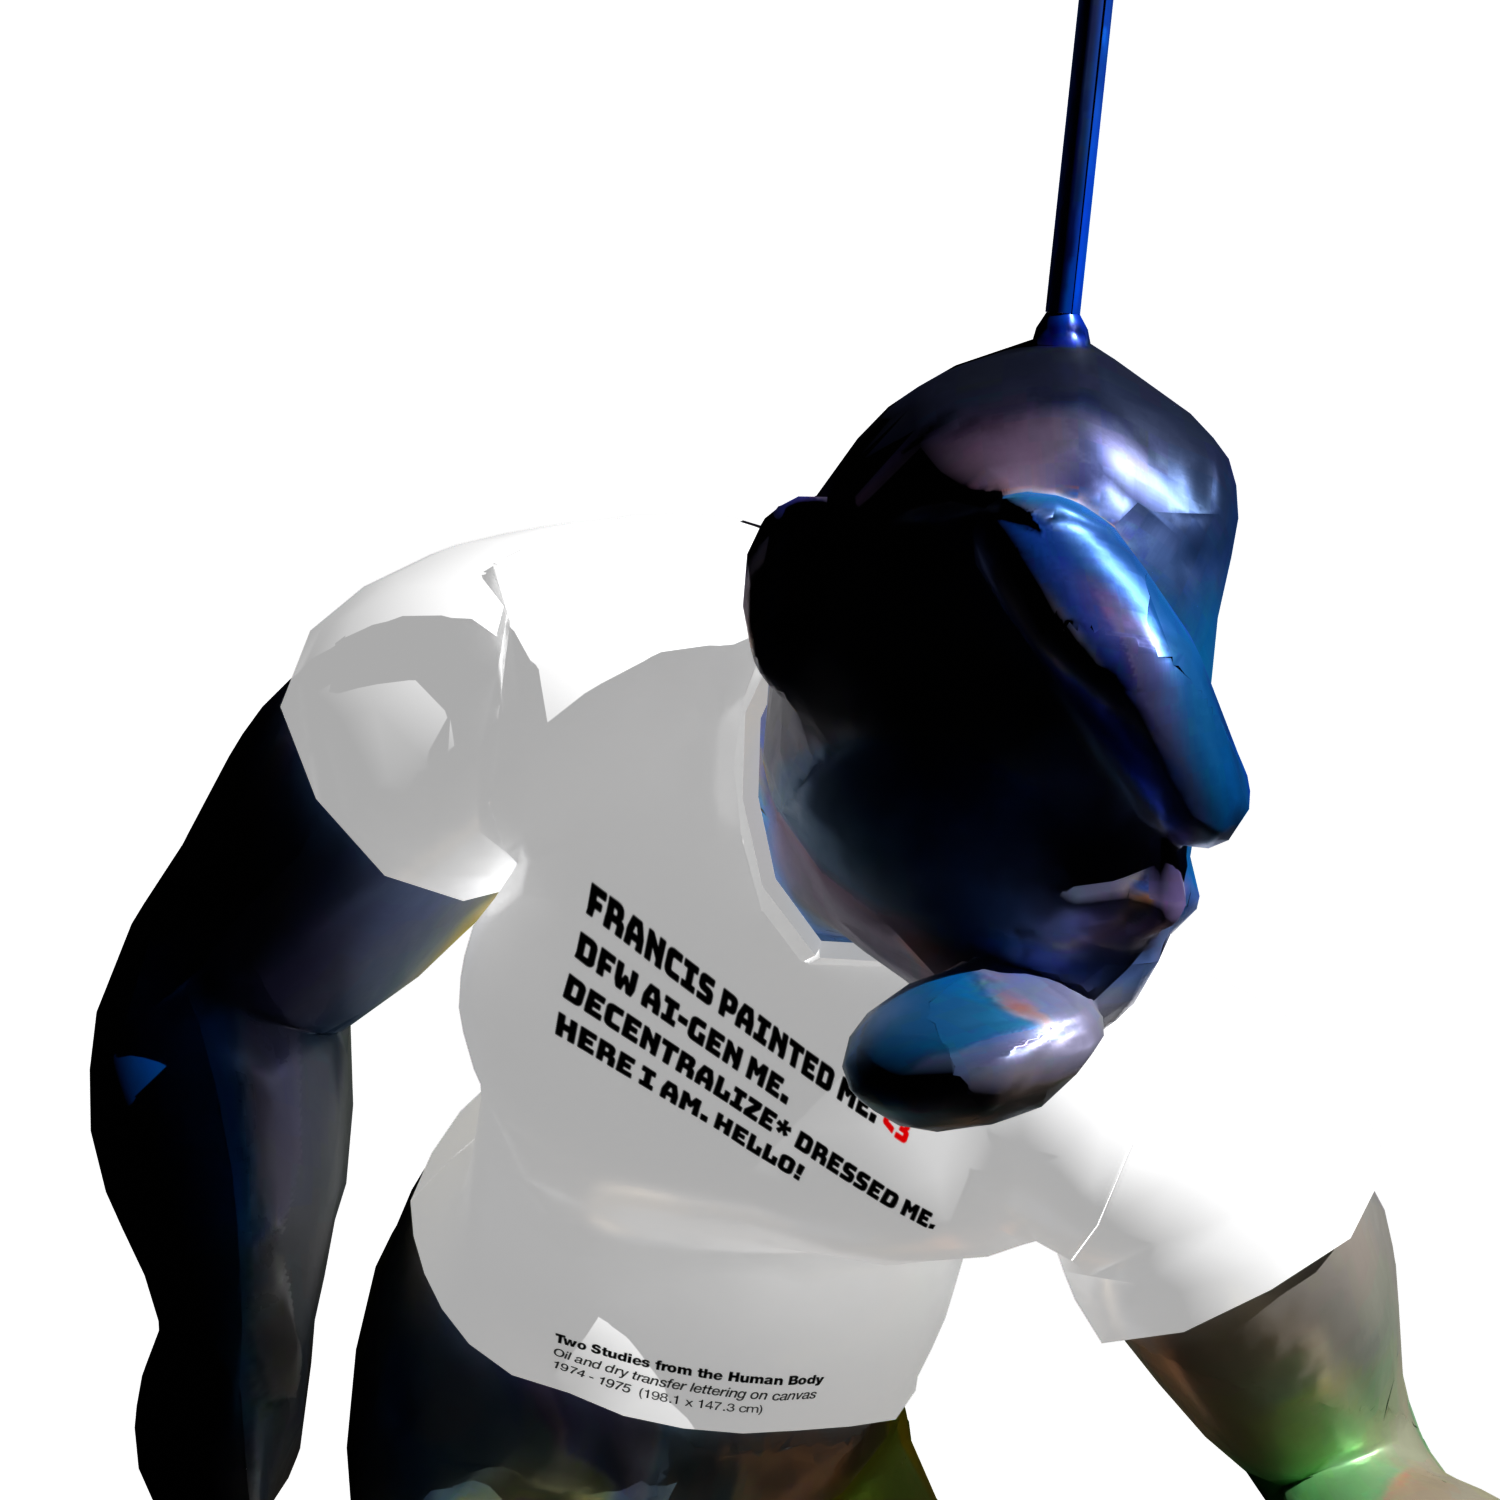 FRANCIS PAINTED ME. <3
DFW AI-GEN ME.
DECENTRALIZE* DRESSED ME.
HERE I AM. HELLO!
Two Studies from the Human Body
Oil and dry transfer lettering on canvas
1974 - 1975 (198.1 x 147.3 cm)